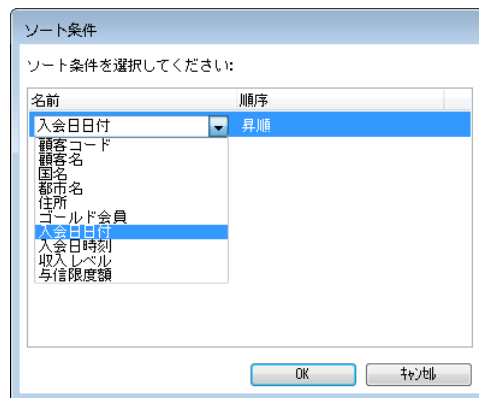 ソート条件
ソート条件を選択してください:
名前 順序
入会日日付 昇順
顧客コード
顧客名
国名
都市名
住所
ゴールド会員
入会日日付
入会日時刻
収入レベル
与信限度額
OK キャンセル